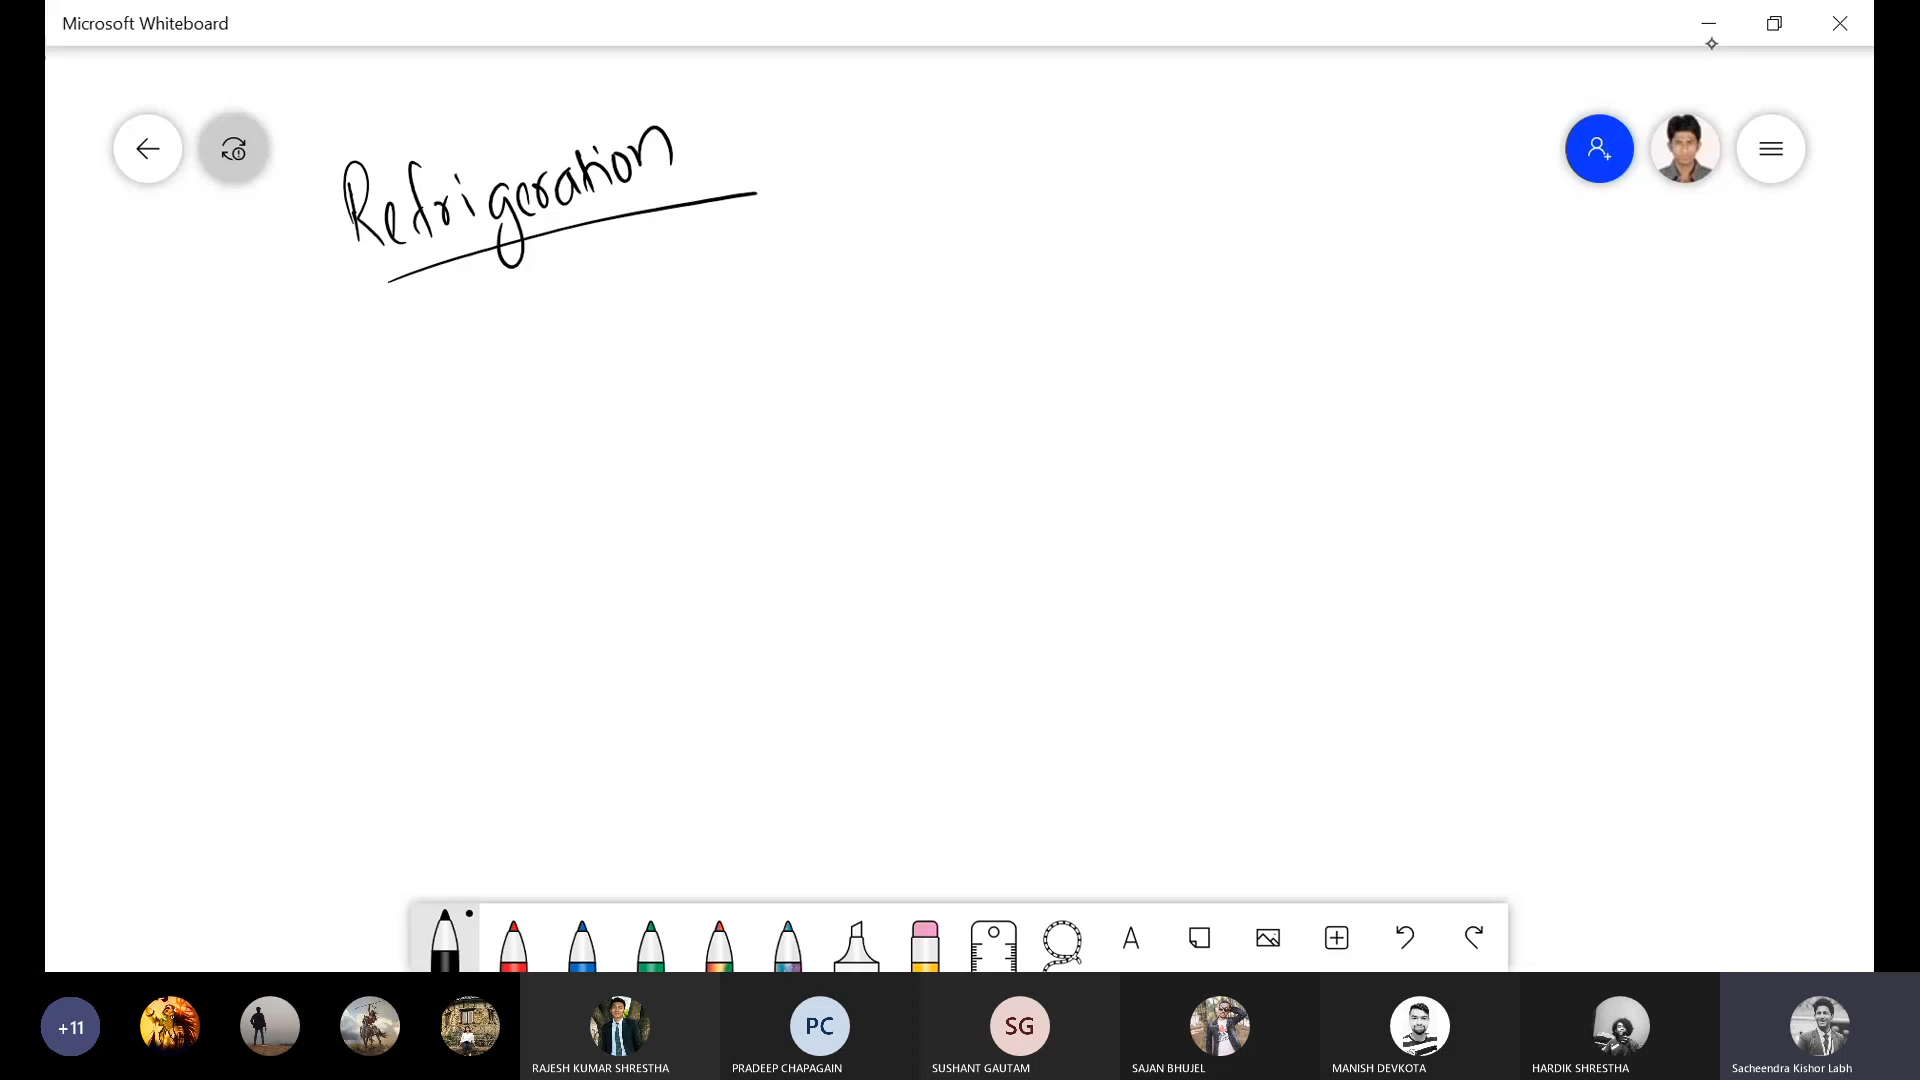 Microsoft Whiteboard
Refrigeration
A
+11
PC
SG
RAJESH KUMAR SHRESTHA
PRADEEP CHAPAGAIN
SUSHANT GAUTAM
SAJAN BHUJEL
MANISH DEVKOTA
HARDIK SHRESTHA
Sacheendra Kishor Labh